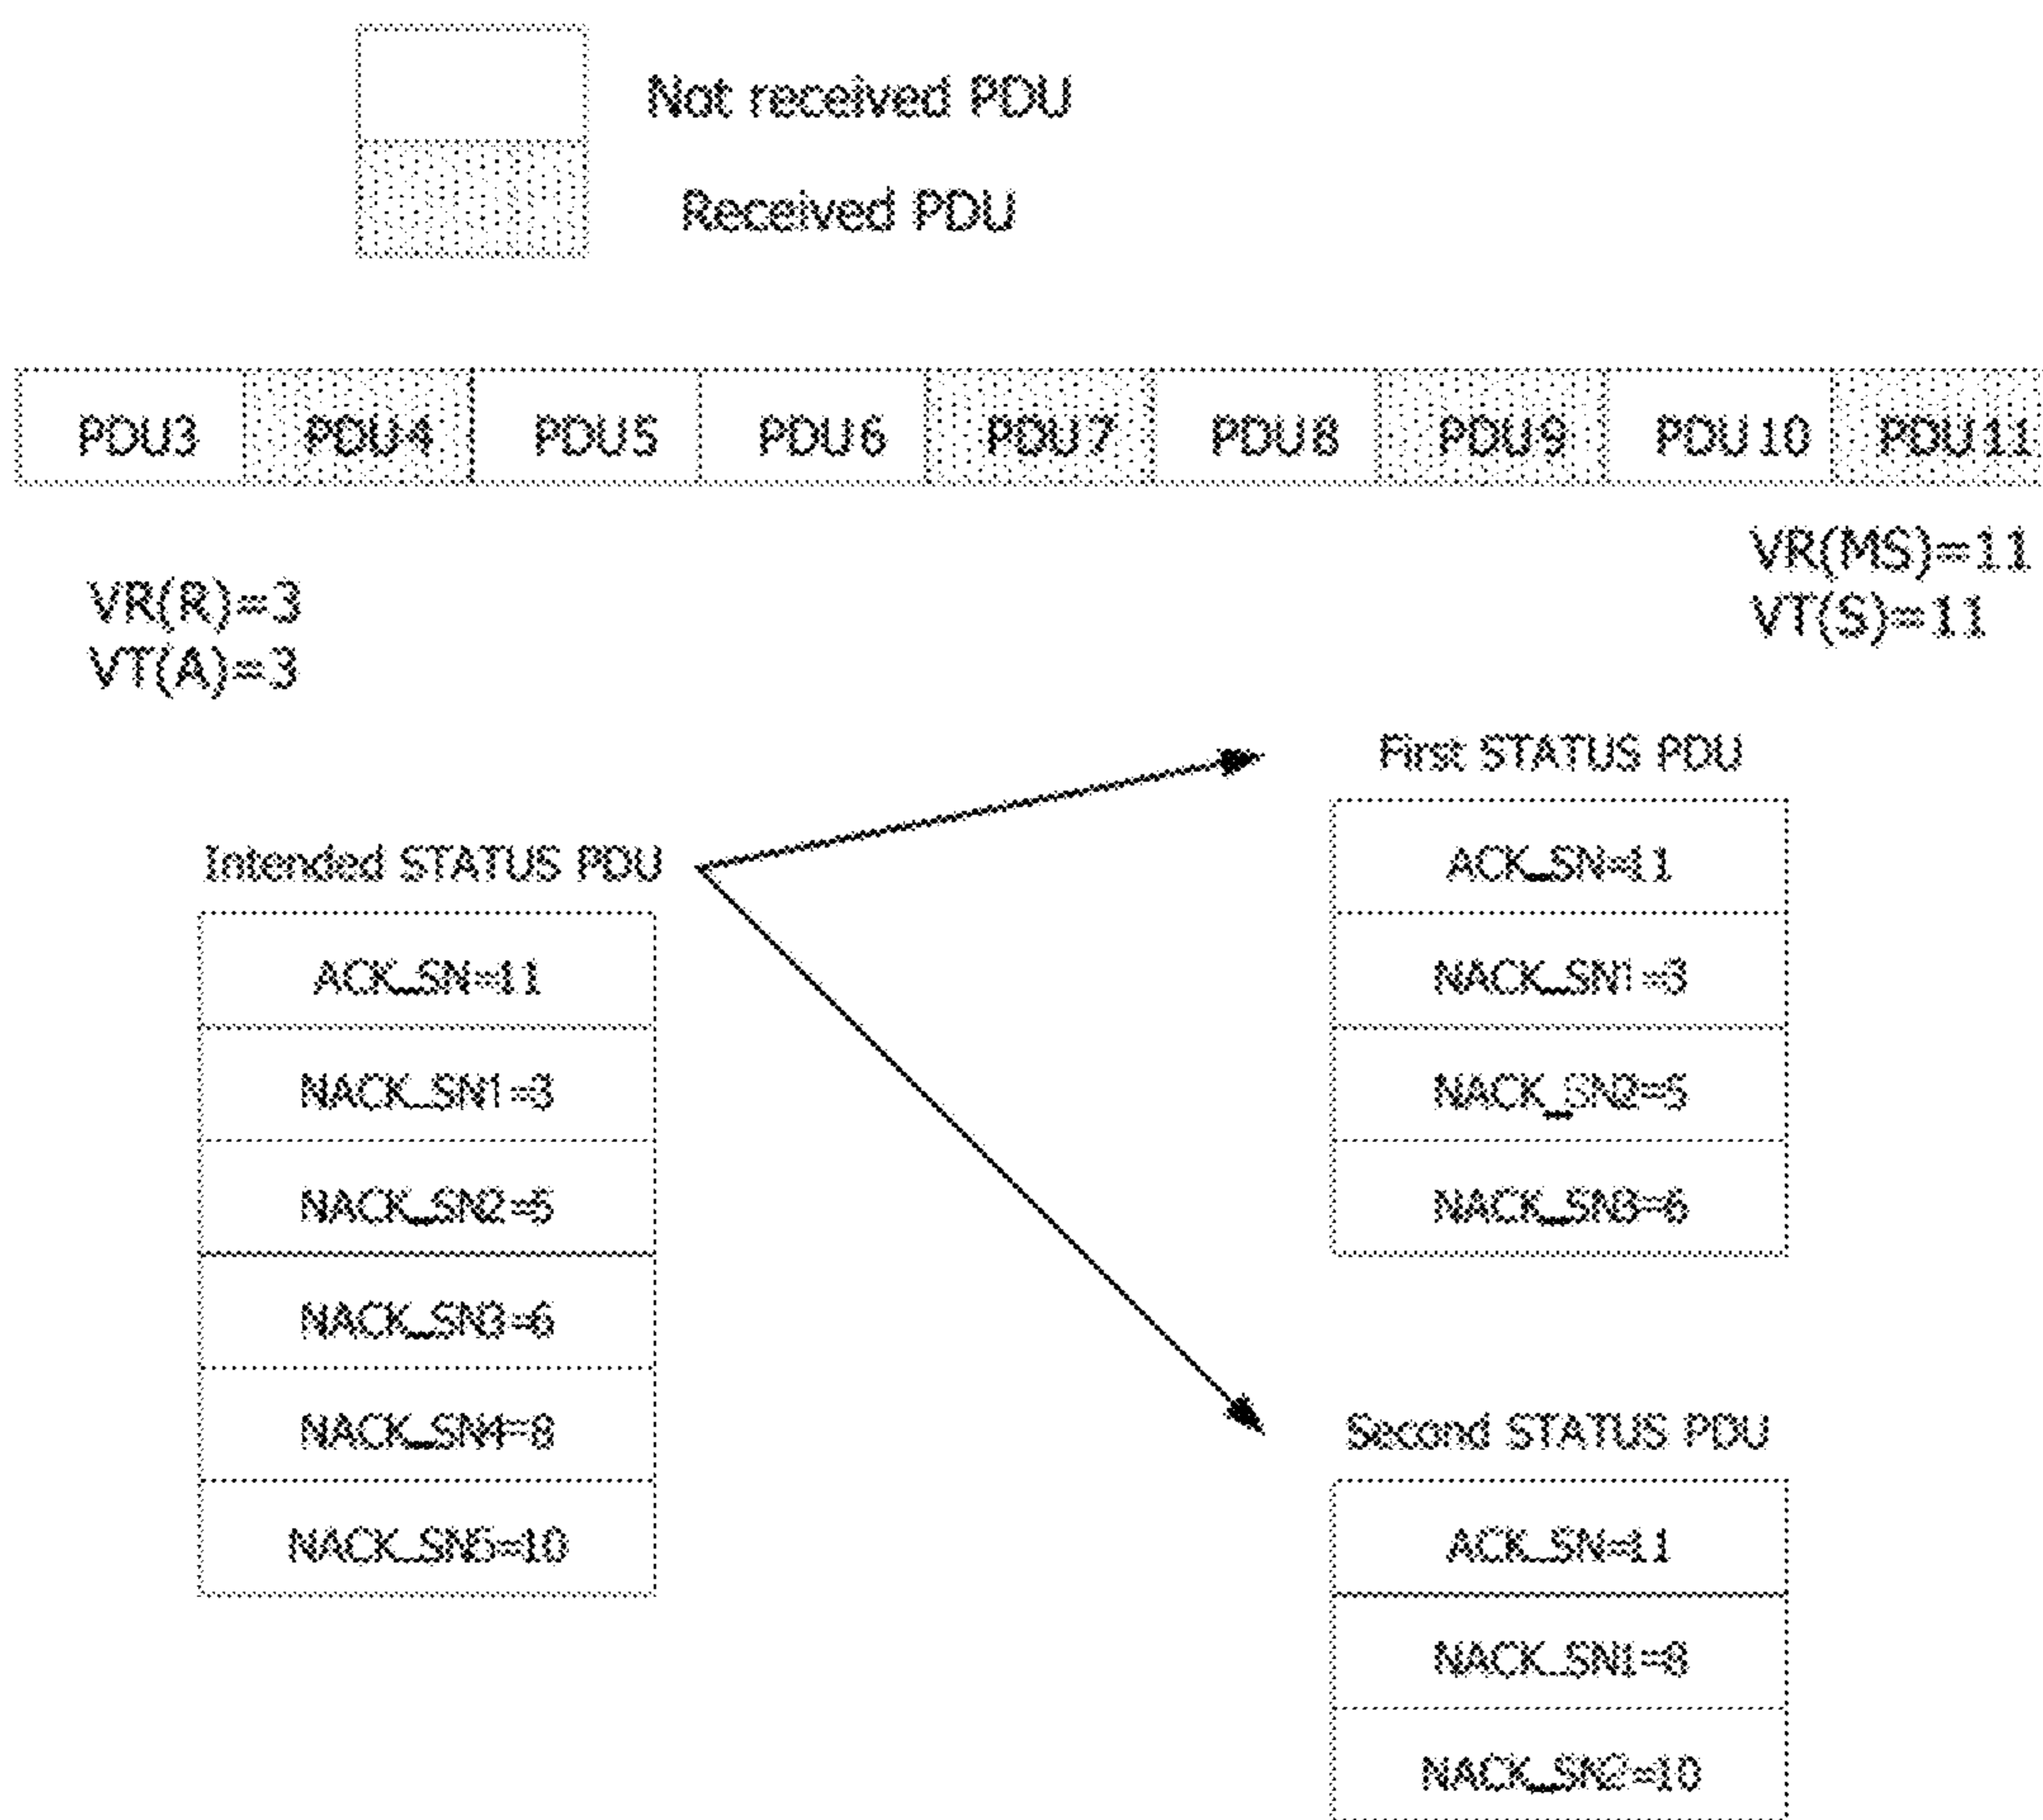 Not received PDU
Received PDU
PDU3 PDU4 PDU5 PDU6 PDU7 PDU8 PDU9 PDU10 PDU11
VR(R)=3
VT(A)=3
VR(MS)=11
VT(S)=11
Intended STATUS PDU
ACK_SN=11
NACK_SN1=3
NACK_SN2=5
NACK_SN3=6
NACK_SN4=8
NACK_SN5=10
First STATUS PDU
ACK_SN=11
NACK_SN1=3
NACK_SN2=5
NACK_SN3=6
Second STATUS PDU
ACK_SN=11
NACK_SN1=8
NACK_SN2=10